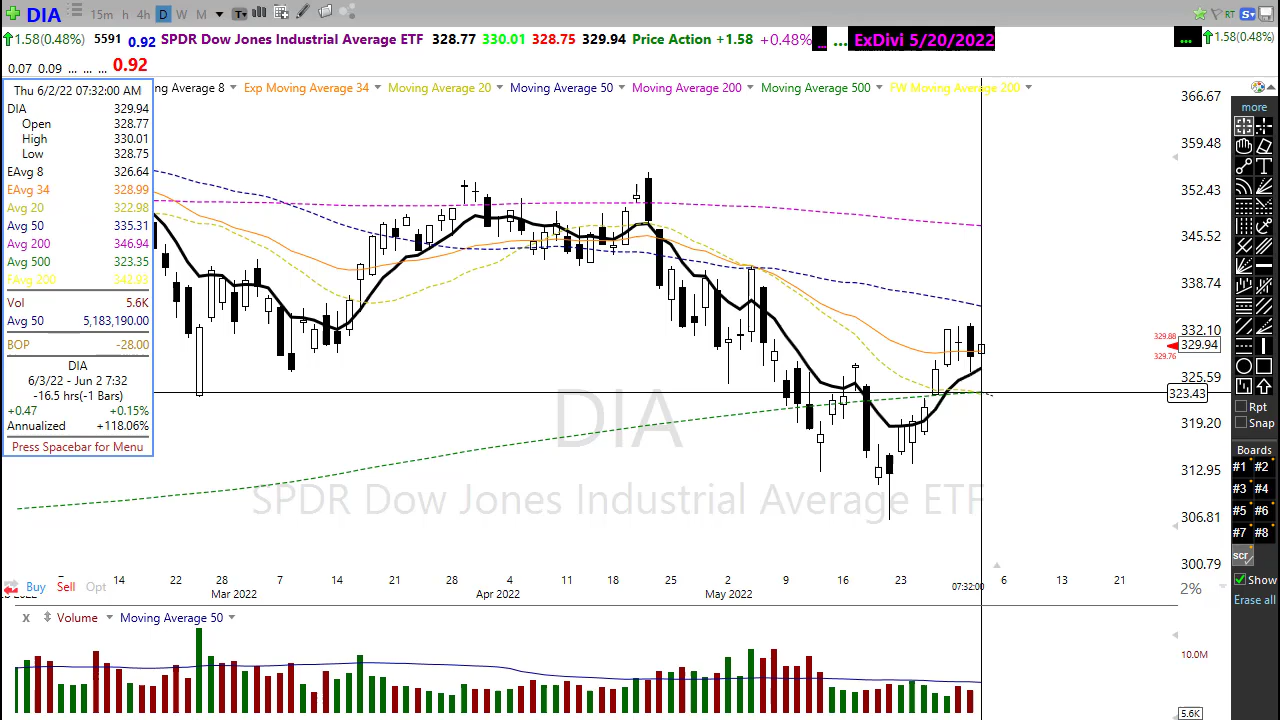 DIA 15m h 4h D W M T RT S
1.58(0.48%) 5591 0.92 SPDR Dow Jones Industrial Average ETF 328.77 330.01 328.75 329.94 Price Action +1.58 +0.48% ... ... ExDivi 5/20/2022 ... 1.58(0.48%)
0.07 0.09 ... ... ... 0.92
ng Average 8 Exp Moving Average 34 Moving Average 20 Moving Average 50 Moving Average 200 Moving Average 500 FW Moving Average 200
Thu 6/2/22 07:32:00 AM
DIA 329.94
Open 328.77
High 330.01
Low 328.75
EAvg 8 326.64
EAvg 34 328.99
Avg 20 322.98
Avg 50 335.31
Avg 200 346.94
Avg 500 323.35
FAvg 200 342.93
Vol 5.6K
Avg 50 5,183,190.00
BOP -28.00
DIA
6/3/22 - Jun 2 7:32
-16.5 hrs(-1 Bars)
+0.47 +0.15%
Annualized +118.06%
Press Spacebar for Menu
DIA
SPDR Dow Jones Industrial Average ETF
366.67
359.48
352.43
345.52
338.74
332.10
329.88
329.94
329.76
325.59
323.43
319.20
312.95
306.81
300.79
2%
more
Rpt
Snap
Boards
#1 #2
#3 #4
#5 #6
#7 #8
scr
Show
Erase all
Buy Sell Opt
14 22 28 7 14 21 28 4 11 18 25 2 9 16 23 07:32:00 6 13 21
Mar 2022 Apr 2022 May 2022
x Volume Moving Average 50
10.0M
5.6K